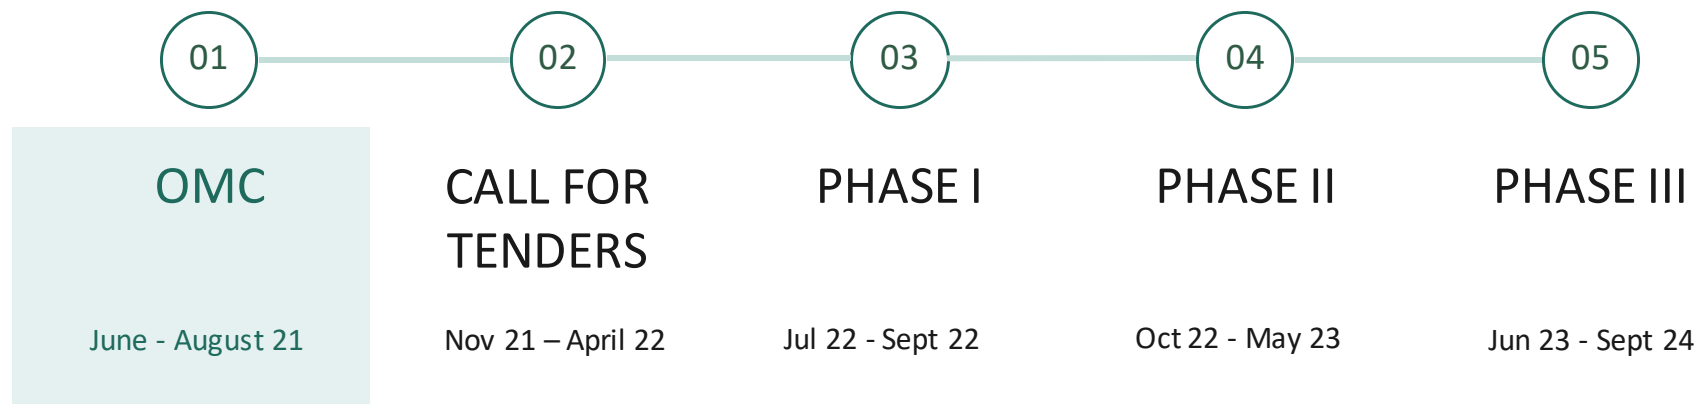 01 02 03 04 05
OMC CALL FOR PHASE I PHASE II PHASE III
TENDERS
June - August 21 Nov 21 – April 22 Jul 22 - Sept 22 Oct 22 - May 23 Jun 23 - Sept 24